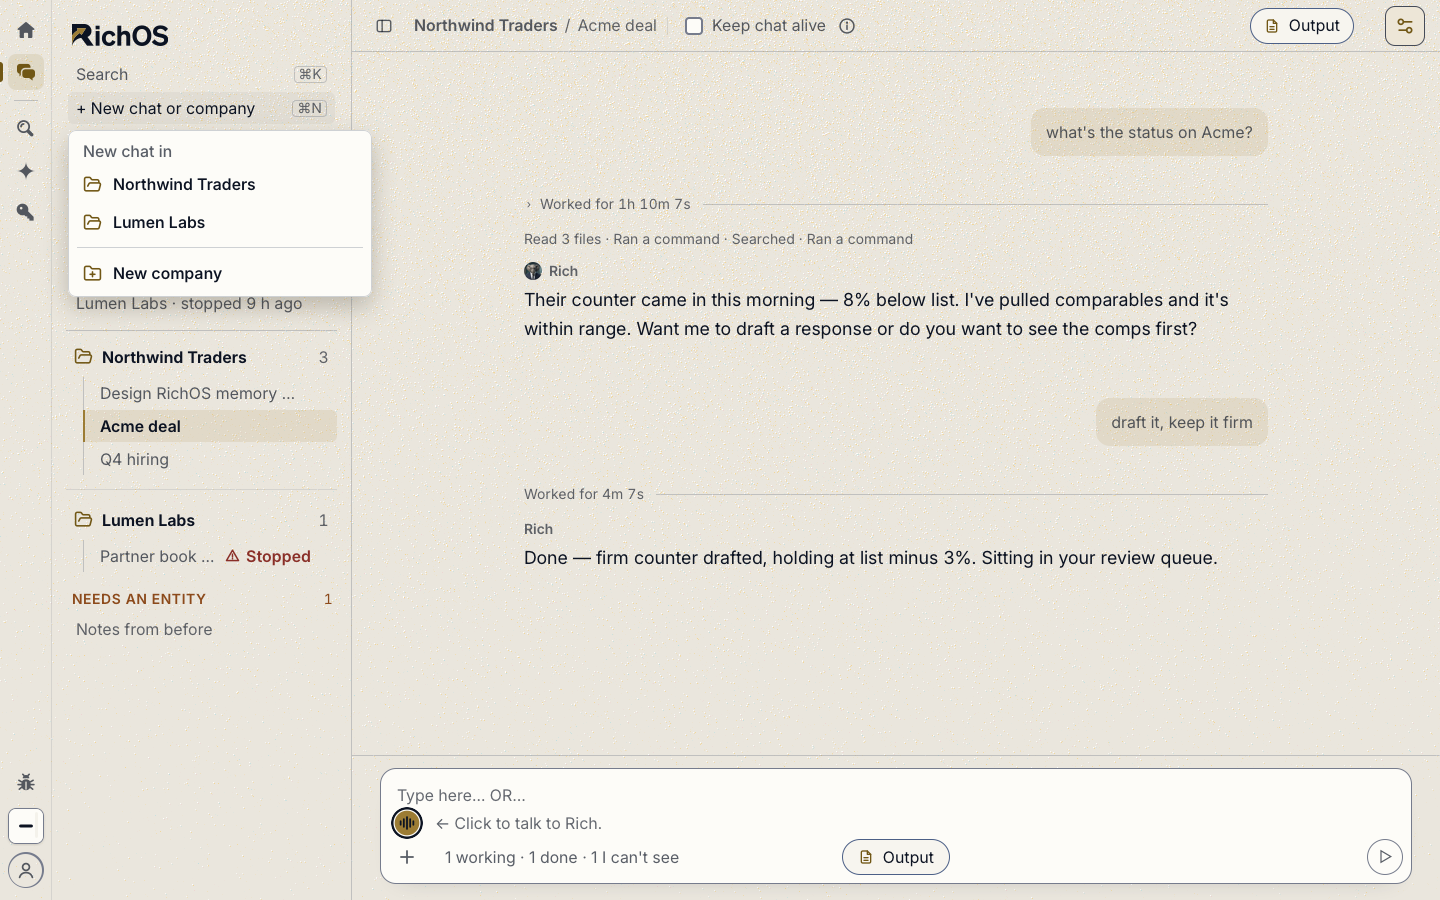 RichOS
Search ⌘K
+ New chat or company ⌘N
New chat in
Northwind Traders
Lumen Labs
New company
Lumen Labs · stopped 9 h ago
Northwind Traders 3
Design RichOS memory ...
Acme deal
Q4 hiring
Lumen Labs 1
Partner book ... Stopped
NEEDS AN ENTITY 1
Notes from before
Northwind Traders / Acme deal Keep chat alive Output
what's the status on Acme?
› Worked for 1h 10m 7s
Read 3 files · Ran a command · Searched · Ran a command
Rich
Their counter came in this morning — 8% below list. I've pulled comparables and it's
within range. Want me to draft a response or do you want to see the comps first?
draft it, keep it firm
Worked for 4m 7s
Rich
Done — firm counter drafted, holding at list minus 3%. Sitting in your review queue.
Type here... OR...
← Click to talk to Rich.
1 working · 1 done · 1 I can't see Output